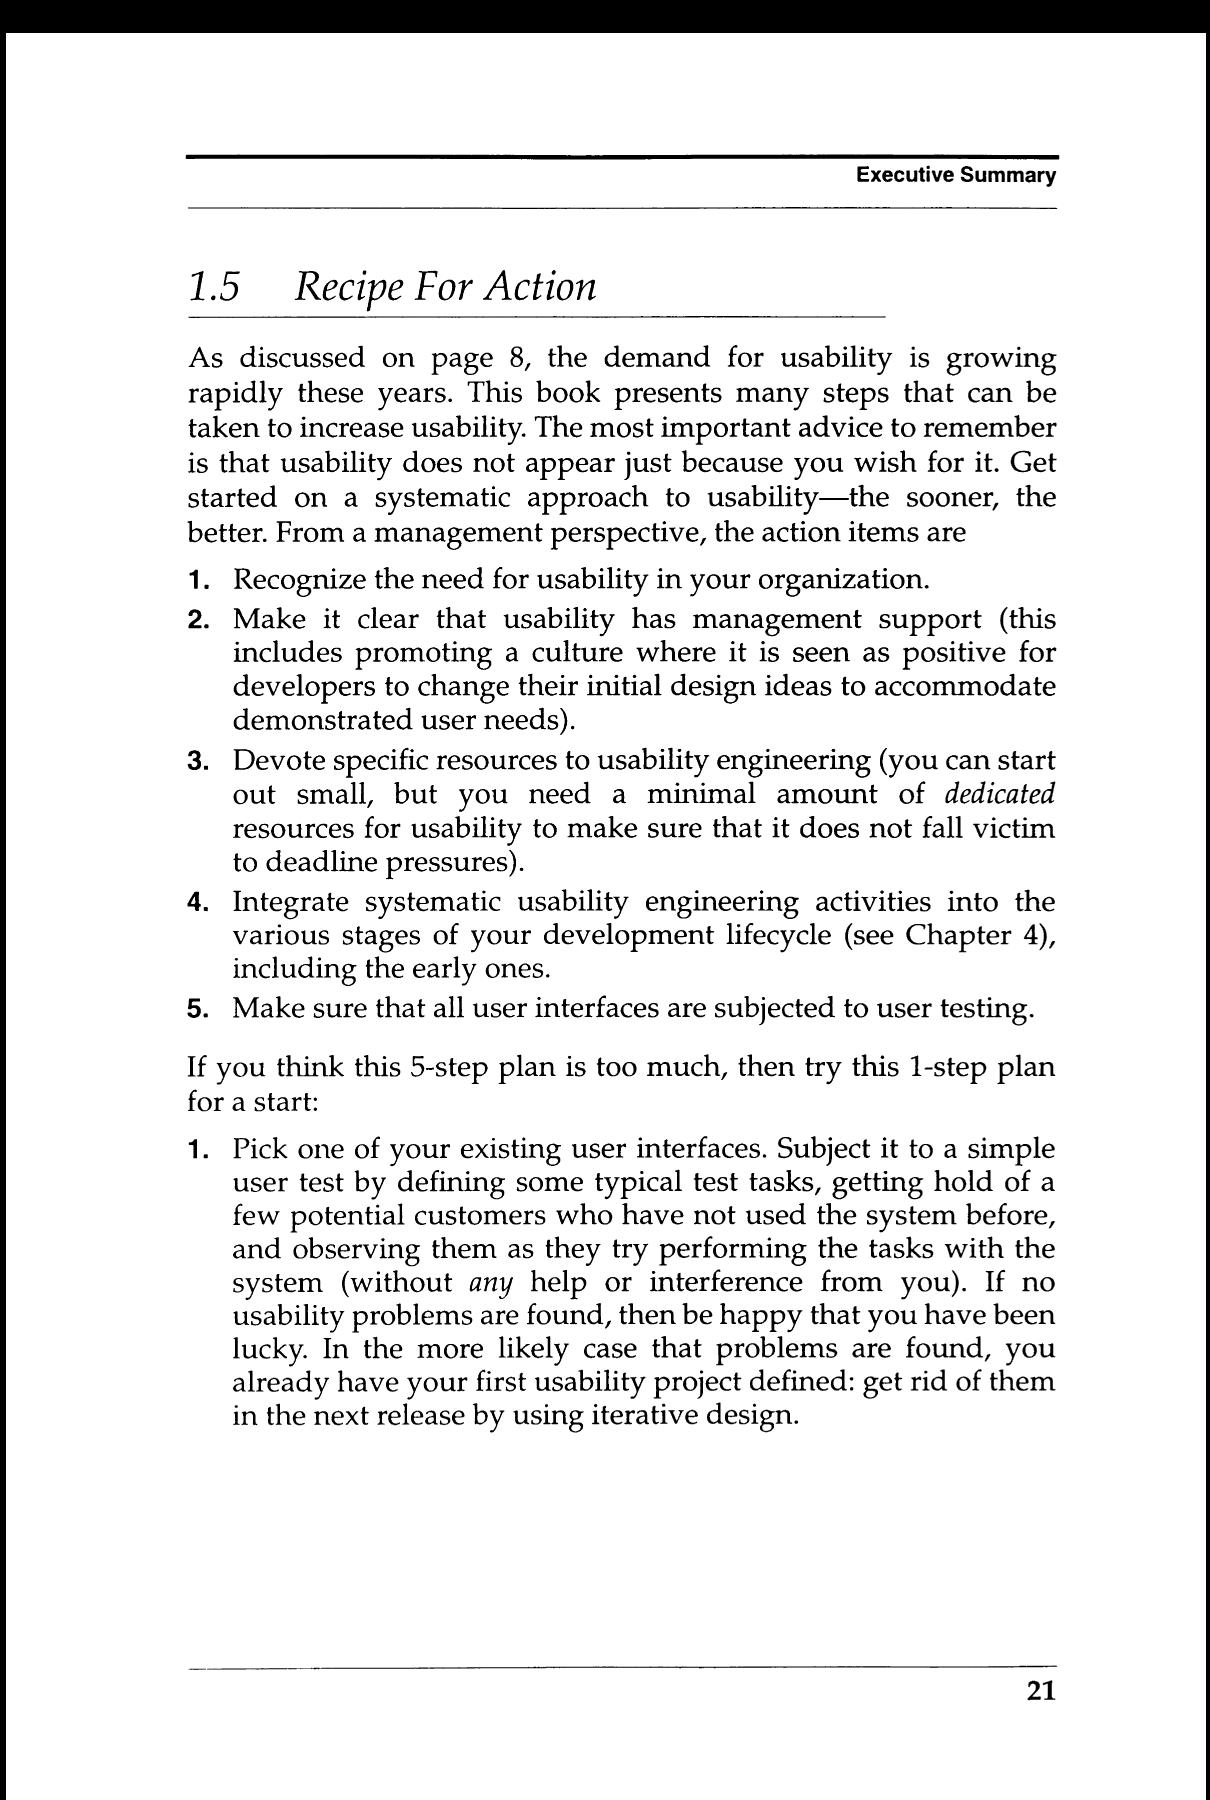 Executive Summary
1.5 Recipe For Action
As discussed on page 8, the demand for usability is growing
rapidly these years. This book presents many steps that can be
taken to increase usability. The most important advice to remember
is that usability does not appear just because you wish for it. Get
started on a systematic approach to usability—the sooner, the
better. From a management perspective, the action items are
1. Recognize the need for usability in your organization.
2. Make it clear that usability has management support (this
includes promoting a culture where it is seen as positive for
developers to change their initial design ideas to accommodate
demonstrated user needs).
3. Devote specific resources to usability engineering (you can start
out small, but you need a minimal amount of dedicated
resources for usability to make sure that it does not fall victim
to deadline pressures).
4. Integrate systematic usability engineering activities into the
various stages of your development lifecycle (see Chapter 4),
including the early ones.
5. Make sure that all user interfaces are subjected to user testing.
If you think this 5-step plan is too much, then try this 1-step plan
for a start:
1. Pick one of your existing user interfaces. Subject it to a simple
user test by defining some typical test tasks, getting hold of a
few potential customers who have not used the system before,
and observing them as they try performing the tasks with the
system (without any help or interference from you). If no
usability problems are found, then be happy that you have been
lucky. In the more likely case that problems are found, you
already have your first usability project defined: get rid of them
in the next release by using iterative design.
21